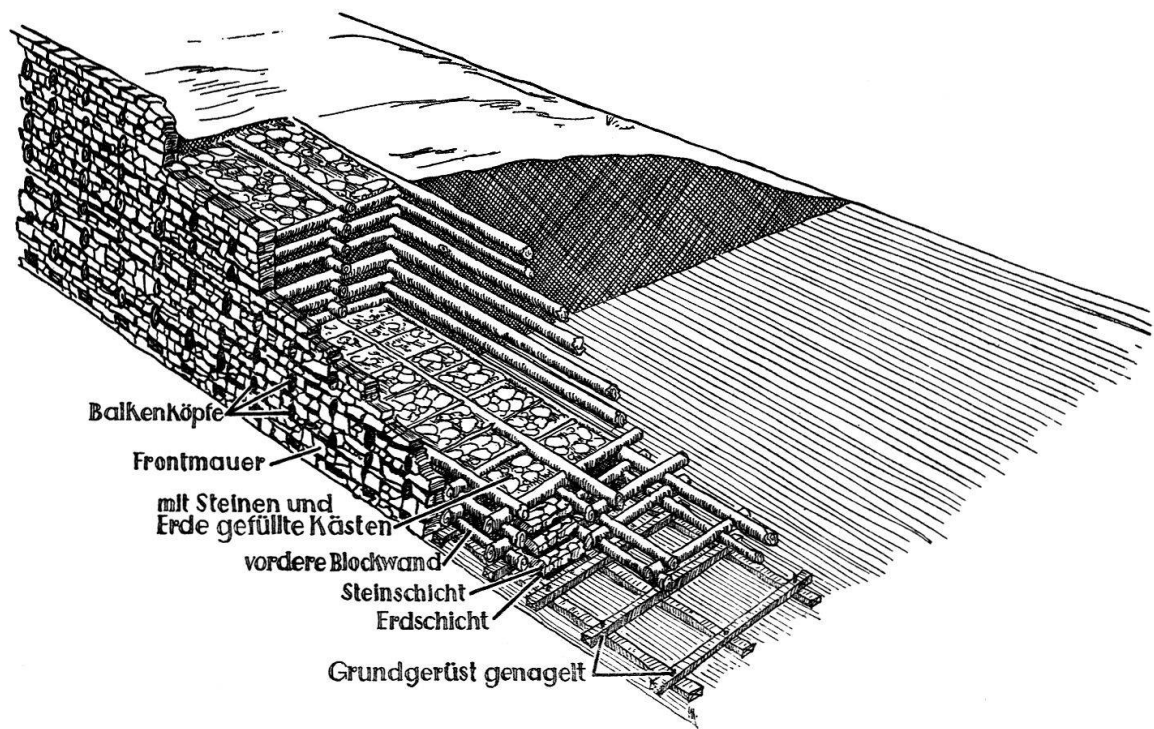 Balkenköpfe
Frontmauer
mit Steinen und
Erde gefüllte Kästen
vordere Blockwand
Steinschicht
Erdschicht
Grundgerüst genagelt